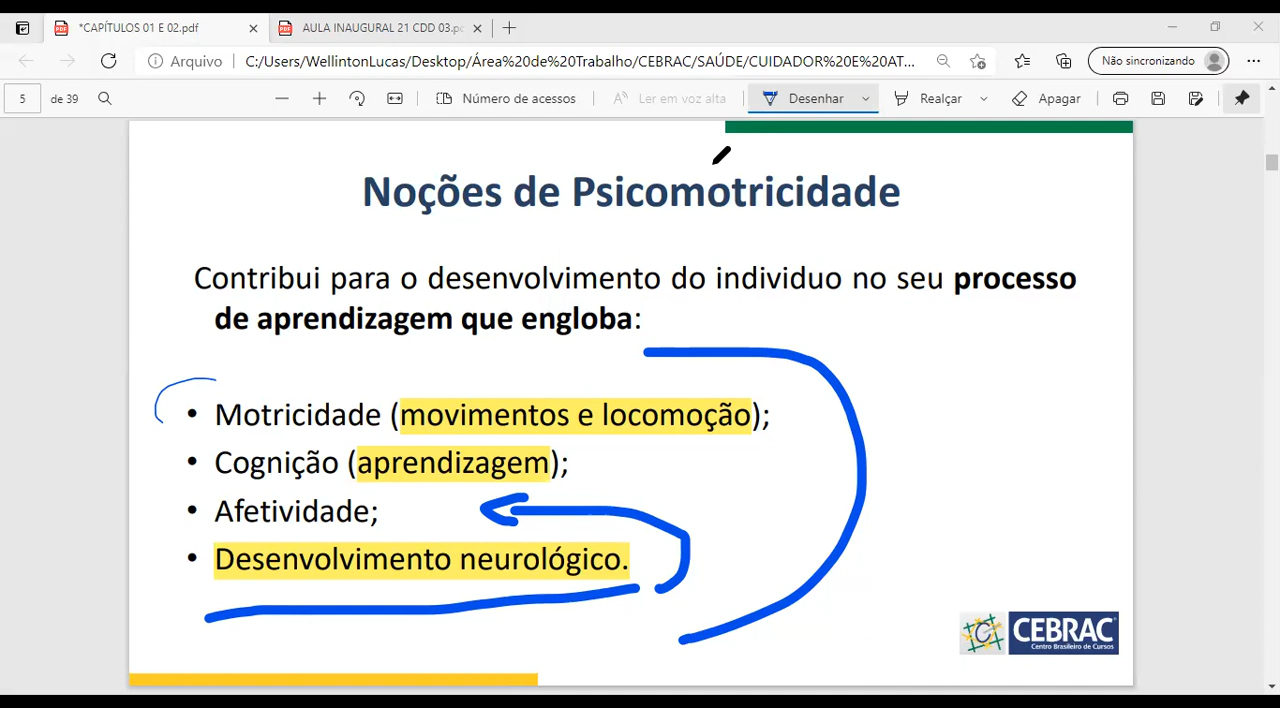 *CAPÍTULOS 01 E 02.pdf
AULA INAUGURAL 21 CDD 03.pc
Arquivo
C:/Users/WellintonLucas/Desktop/Área%20de%20Trabalho/CEBRAC/SAÚDE/CUIDADOR%20E%20AT...
Não sincronizando
5 de 39
Número de acessos
Ler em voz alta
Desenhar
Realçar
Apagar
Noções de Psicomotricidade
Contribui para o desenvolvimento do individuo no seu processo
de aprendizagem que engloba:
• Motricidade (movimentos e locomoção);
• Cognição (aprendizagem);
• Afetividade;
• Desenvolvimento neurológico.
CEBRAC
Centro Brasileiro de Cursos